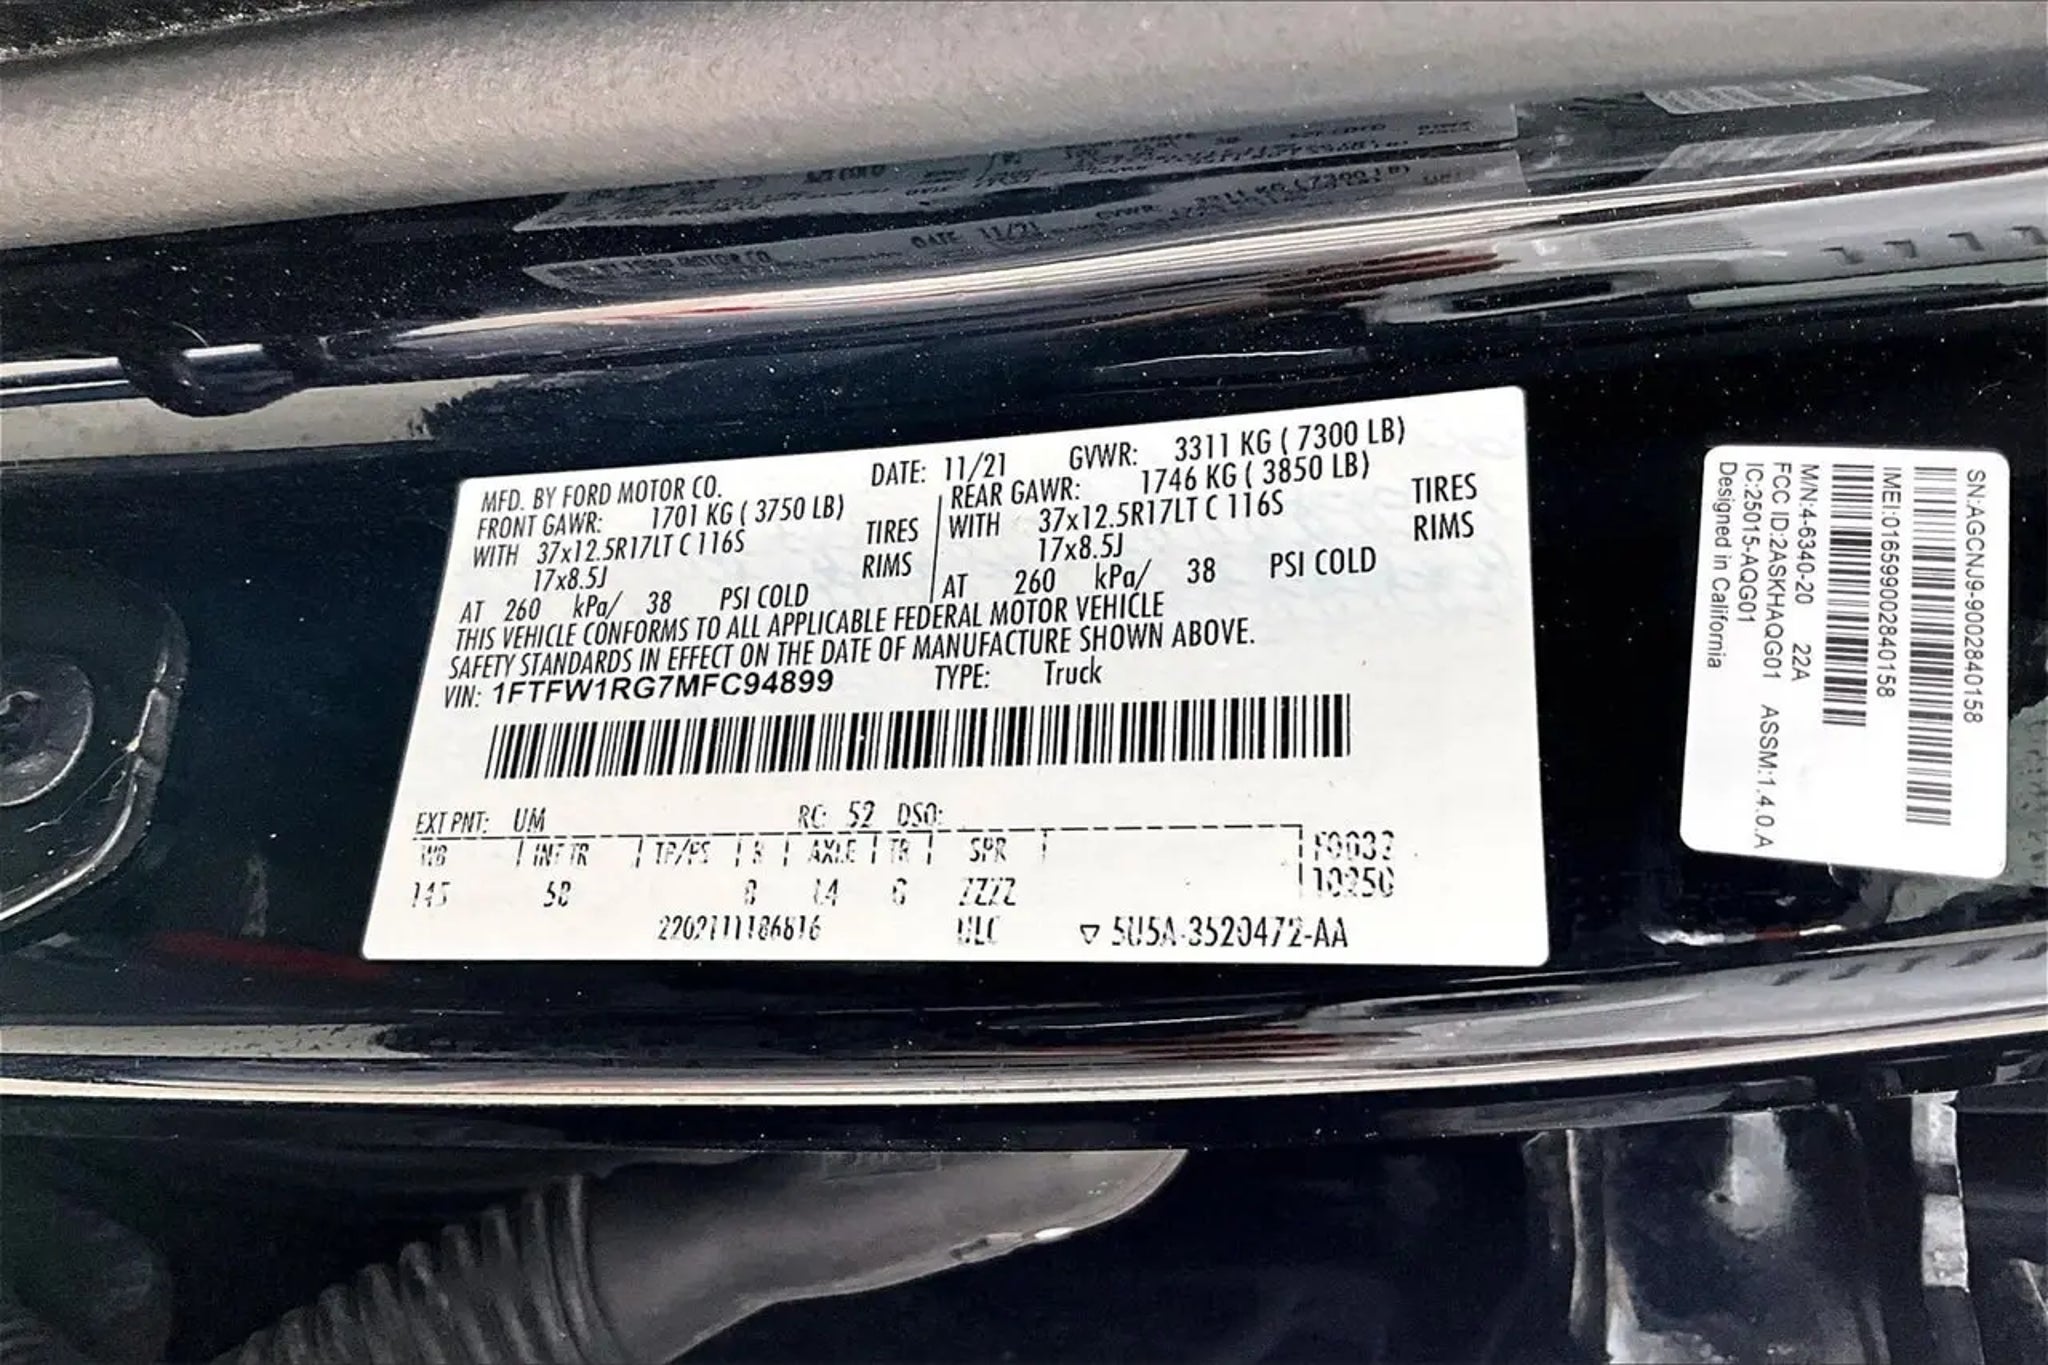 MFD. BY FORD MOTOR CO. DATE: 11/21 GVWR: 3311 KG ( 7300 LB)
FRONT GAWR: 1701 KG ( 3750 LB) REAR GAWR: 1746 KG ( 3850 LB)
WITH 37x12.5R17LT C 116S TIRES WITH 37x12.5R17LT C 116S TIRES
17x8.5J RIMS 17x8.5J RIMS
AT 260 kPa/ 38 PSI COLD AT 260 kPa/ 38 PSI COLD
THIS VEHICLE CONFORMS TO ALL APPLICABLE FEDERAL MOTOR VEHICLE
SAFETY STANDARDS IN EFFECT ON THE DATE OF MANUFACTURE SHOWN ABOVE.
VIN: 1FTFW1RG7MFC94899 TYPE: Truck
EXT PNT: UM RC: 52 DSO:
WB INT TR TP/PS R AXLE TR SPR
145 L4 ZZZZ
▽ 5U5A-3520472-AA
SN:AGCNJ9-9002840158
IMEI:016599002840158
M/N:4-6340-20 22A
FCC ID:2ASKHAQG01 ASSM:1.4.0.A
IC:25015-AQG01
Designed in California